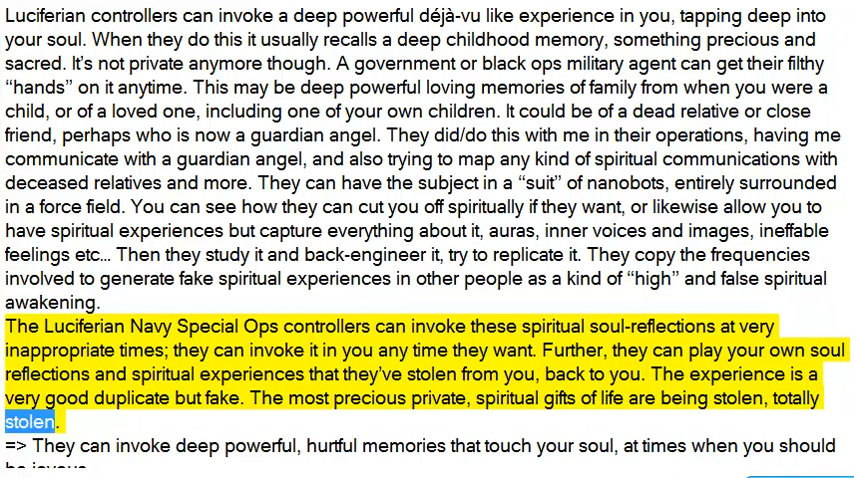 Luciferian controllers can invoke a deep powerful déjà-vu like experience in you, tapping deep into
your soul. When they do this it usually recalls a deep childhood memory, something precious and
sacred. It's not private anymore though. A government or black ops military agent can get their filthy
“hands” on it anytime. This may be deep powerful loving memories of family from when you were a
child, or of a loved one, including one of your own children. It could be of a dead relative or close
friend, perhaps who is now a guardian angel. They did/do this with me in their operations, having me
communicate with a guardian angel, and also trying to map any kind of spiritual communications with
deceased relatives and more. They can have the subject in a “suit” of nanobots, entirely surrounded
in a force field. You can see how they can cut you off spiritually if they want, or likewise allow you to
have spiritual experiences but capture everything about it, auras, inner voices and images, ineffable
feelings etc... Then they study it and back-engineer it, try to replicate it. They copy the frequencies
involved to generate fake spiritual experiences in other people as a kind of “high” and false spiritual
awakening.
The Luciferian Navy Special Ops controllers can invoke these spiritual soul-reflections at very
inappropriate times; they can invoke it in you any time they want. Further, they can play your own soul
reflections and spiritual experiences that they've stolen from you, back to you. The experience is a
very good duplicate but fake. The most precious private, spiritual gifts of life are being stolen, totally
stolen.
=> They can invoke deep powerful, hurtful memories that touch your soul, at times when you should
be joyous